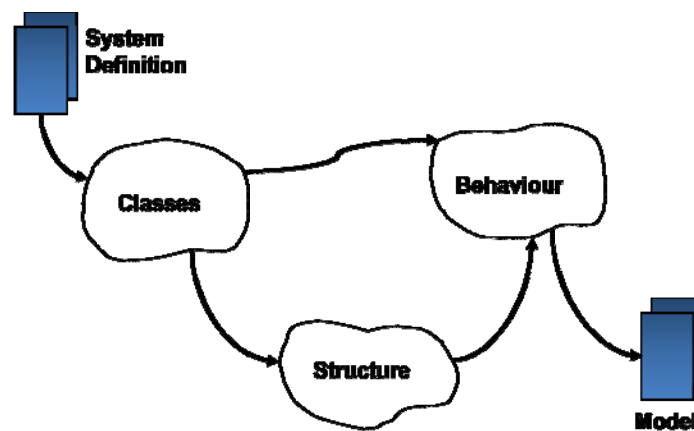 System
Definition
Classes
Behaviour
Structure
Model